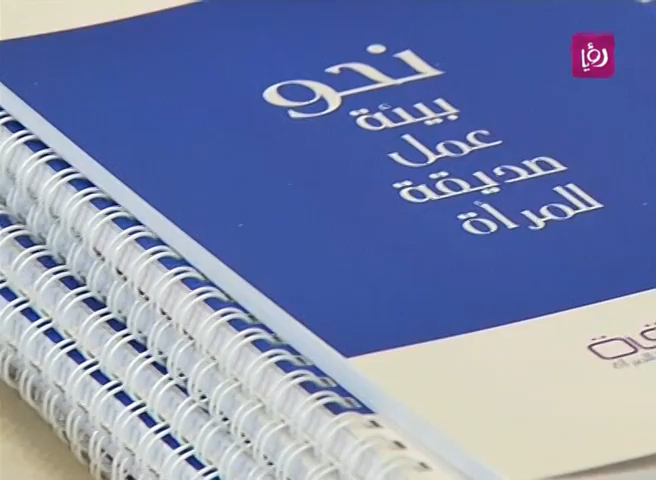 رؤيا
نحو
بيئة
عمل
صديقة
للمرأة